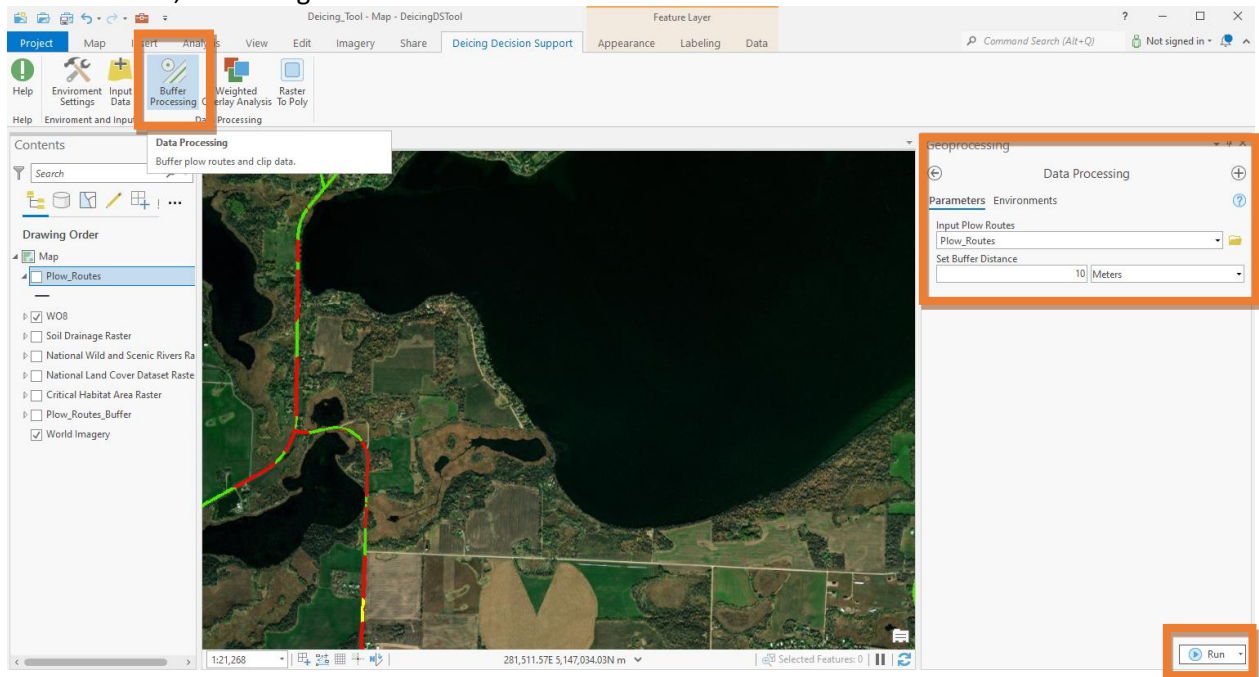 Deicing_Tool - Map - DeicingDSTool
Feature Layer
?
Project Map Insert Analysis View Edit Imagery Share Deicing Decision Support Appearance Labeling Data
Command Search (Alt+Q)
Not signed in
Help
Enviroment Settings
Input Data
Buffer Processing
Weighted Overlay Analysis
Raster To Poly
Help
Enviroment and Input
Data Processing
Data Processing
Buffer plow routes and clip data.
Contents
Search
Drawing Order
Map
Plow_Routes
WO8
Soil Drainage Raster
National Wild and Scenic Rivers Ra
National Land Cover Dataset Raste
Critical Habitat Area Raster
Plow_Routes_Buffer
World Imagery
1:21,268
281,511.57E 5,147,034.03N m
Selected Features: 0
Geoprocessing
Data Processing
Parameters Environments
Input Plow Routes
Plow_Routes
Set Buffer Distance
10 Meters
Run